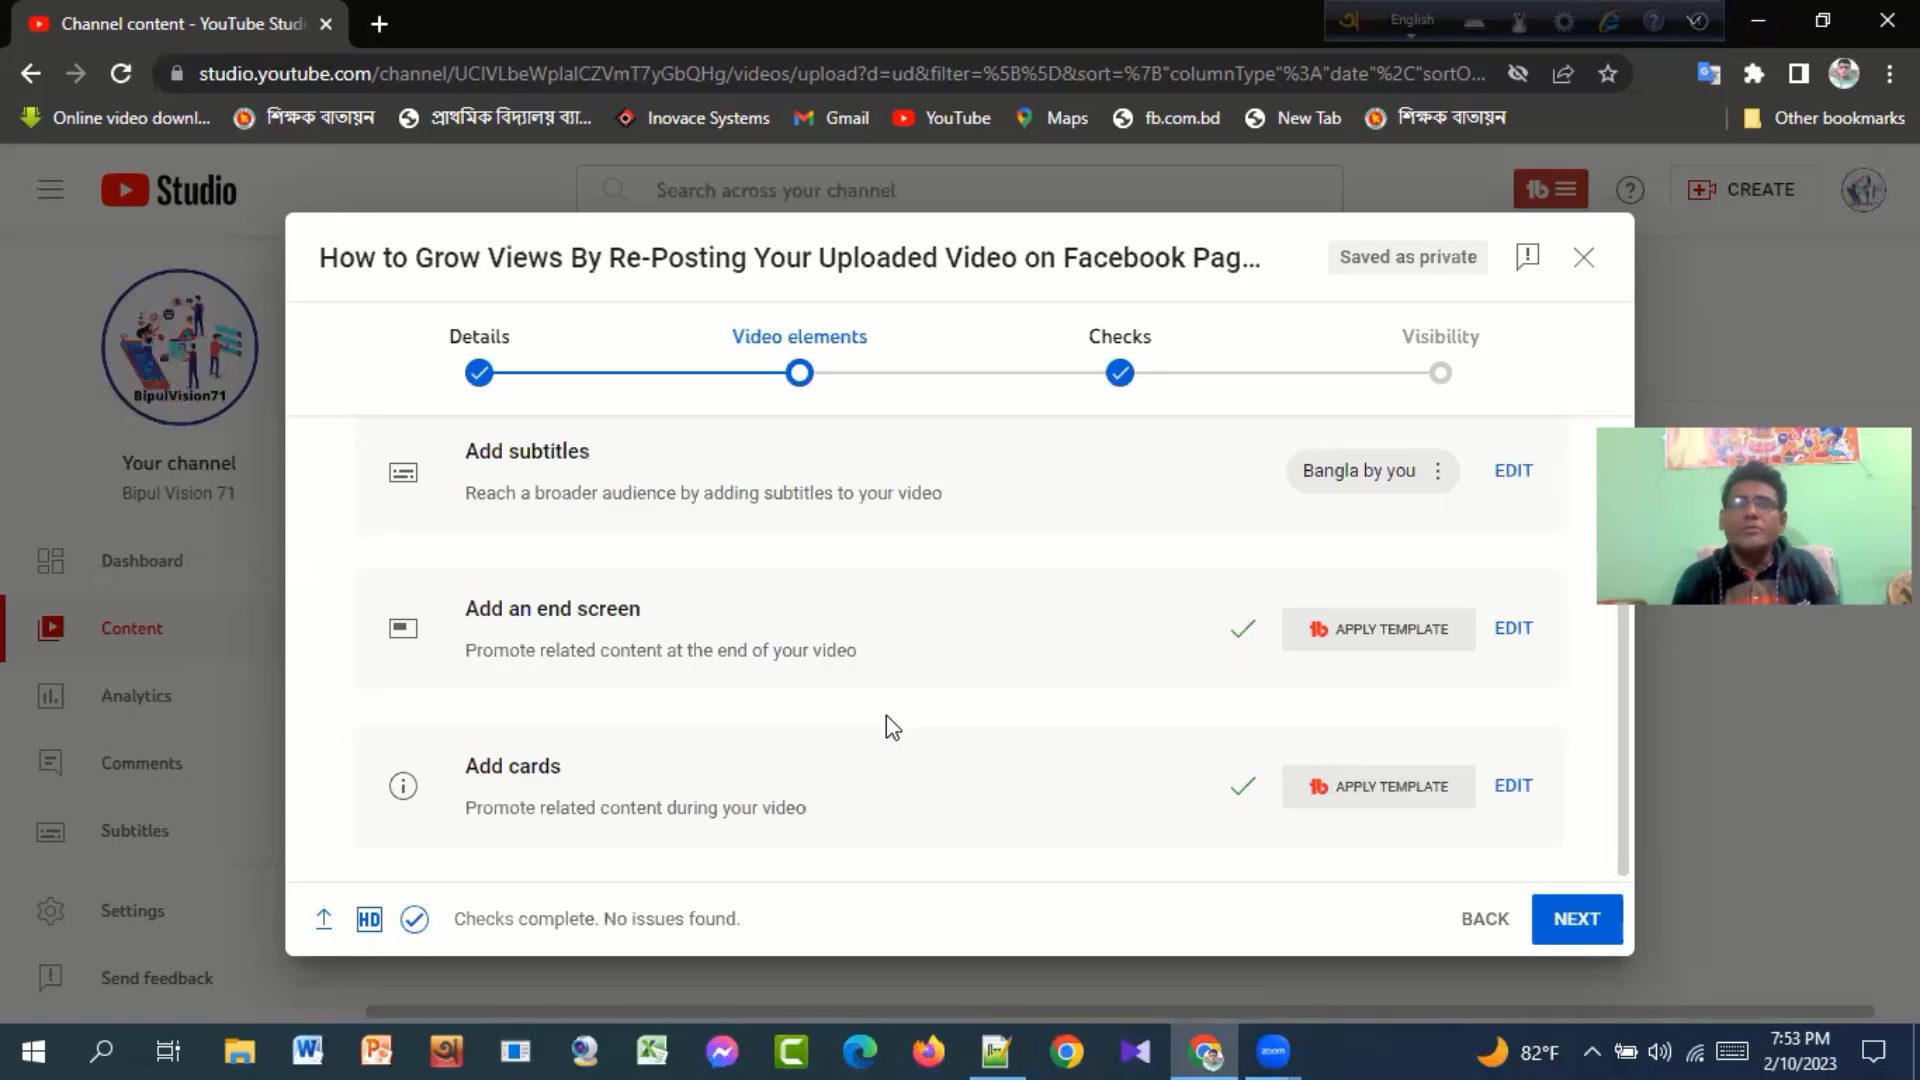 Channel content - YouTube Studi
English
studio.youtube.com/channel/UCIVLbeWplalCZVmT7yGbQHg/videos/upload?d=ud&filter=%5B%5D&sort=%7B"columnType"%3A"date"%2C"sortO...
Online video downl...
শিক্ষক বাতায়ন
প্রাথমিক বিদ্যালয় ব্যা...
Inovace Systems
Gmail
YouTube
Maps
fb.com.bd
New Tab
শিক্ষক বাতায়ন
Other bookmarks
Studio
Search across your channel
CREATE
How to Grow Views By Re-Posting Your Uploaded Video on Facebook Pag...
Saved as private
Details
Video elements
Checks
Visibility
BipulVision71
Your channel
Bipul Vision 71
Dashboard
Content
Analytics
Comments
Subtitles
Settings
Send feedback
Add subtitles
Reach a broader audience by adding subtitles to your video
Bangla by you
EDIT
Add an end screen
Promote related content at the end of your video
APPLY TEMPLATE
EDIT
Add cards
Promote related content during your video
APPLY TEMPLATE
EDIT
HD
Checks complete. No issues found.
BACK
NEXT
zoom
82°F
7:53 PM
2/10/2023